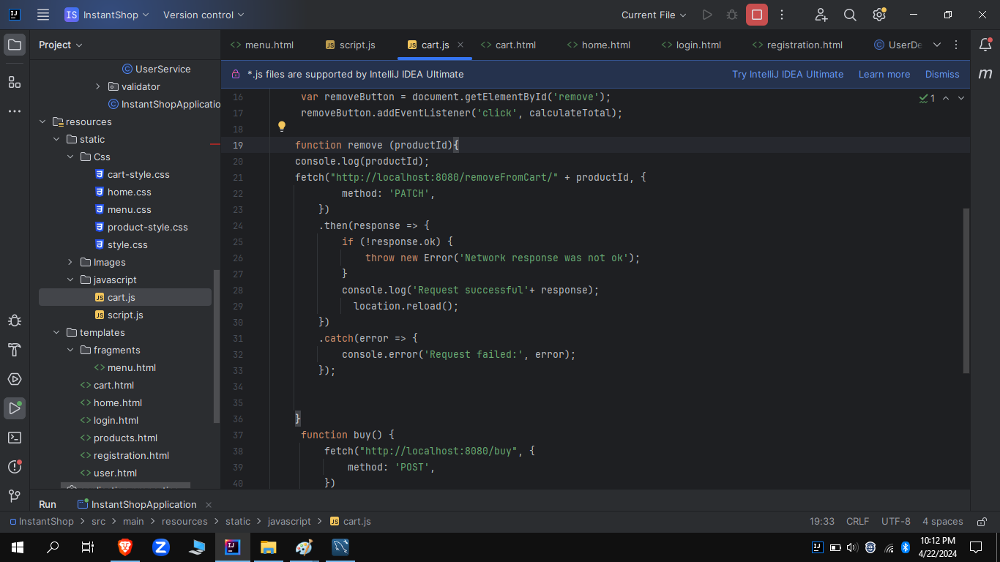 IS InstantShop Version control Current File
Project
menu.html script.js cart.js cart.html home.html login.html registration.html UserDe
*.js files are supported by IntelliJ IDEA Ultimate Try IntelliJ IDEA Ultimate Learn more Dismiss
UserService
validator
InstantShopApplicatio
resources
static
Css
cart-style.css
home.css
menu.css
product-style.css
style.css
Images
javascript
cart.js
script.js
templates
fragments
menu.html
cart.html
home.html
login.html
products.html
registration.html
user.html
1
16 var removeButton = document.getElementById('remove');
17 removeButton.addEventListener('click', calculateTotal);
18
19 function remove (productId){
20 console.log(productId);
21 fetch("http://localhost:8080/removeFromCart/" + productId, {
22 method: 'PATCH',
23 })
24 .then(response => {
25 if (!response.ok) {
26 throw new Error('Network response was not ok');
27 }
28 console.log('Request successful'+ response);
29 location.reload();
30 })
31 .catch(error => {
32 console.error('Request failed:', error);
33 });
34
35
36 }
37 function buy() {
38 fetch("http://localhost:8080/buy", {
39 method: 'POST',
40 })
Run InstantShopApplication
InstantShop > src > main > resources > static > javascript > cart.js 19:33 CRLF UTF-8 4 spaces
10:12 PM
4/22/2024